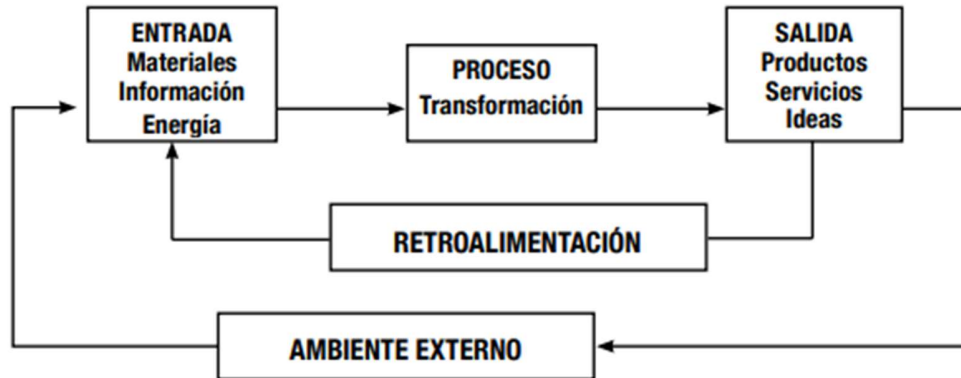 ENTRADA
Materiales
Información
Energía
PROCESO
Transformación
SALIDA
Productos
Servicios
Ideas
RETROALIMENTACIÓN
AMBIENTE EXTERNO